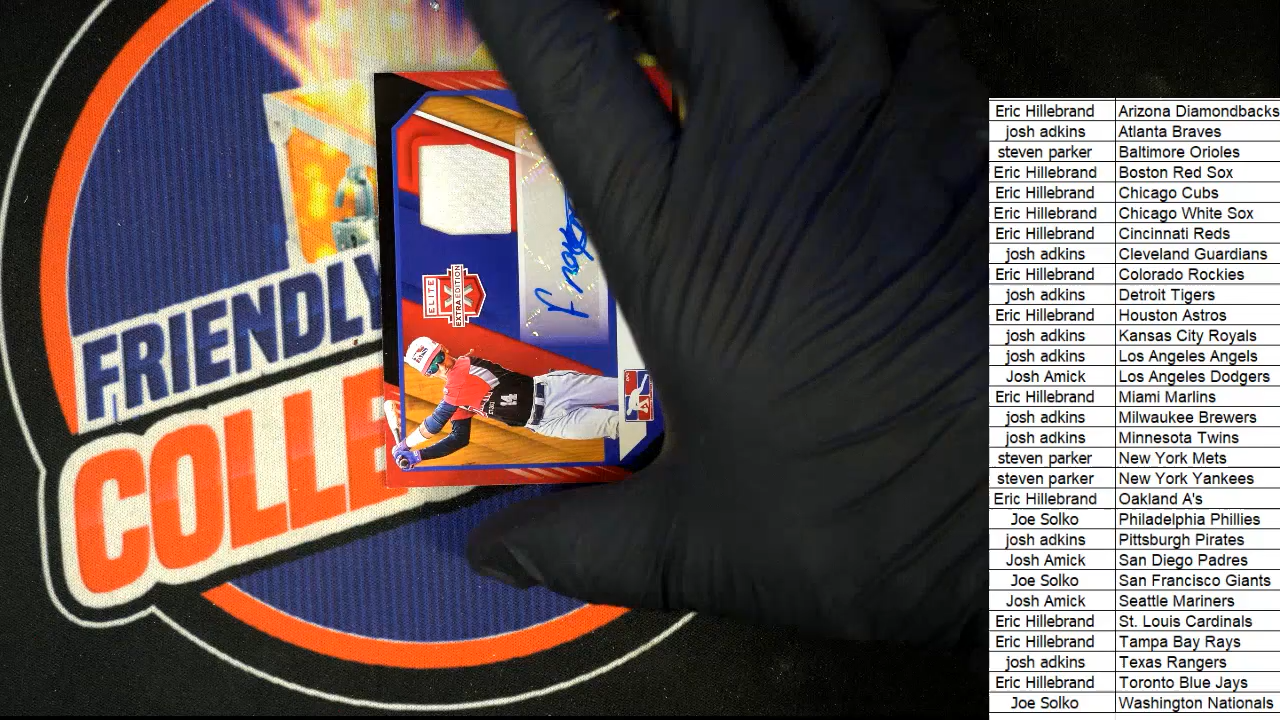 FRIENDLY
COLLE
ELITE
EXTRA EDITION
X
14
Eric Hillebrand Arizona Diamondbacks
josh adkins Atlanta Braves
steven parker Baltimore Orioles
Eric Hillebrand Boston Red Sox
Eric Hillebrand Chicago Cubs
Eric Hillebrand Chicago White Sox
Eric Hillebrand Cincinnati Reds
josh adkins Cleveland Guardians
Eric Hillebrand Colorado Rockies
josh adkins Detroit Tigers
Eric Hillebrand Houston Astros
josh adkins Kansas City Royals
josh adkins Los Angeles Angels
Josh Amick Los Angeles Dodgers
Eric Hillebrand Miami Marlins
josh adkins Milwaukee Brewers
josh adkins Minnesota Twins
steven parker New York Mets
steven parker New York Yankees
Eric Hillebrand Oakland A's
Joe Solko Philadelphia Phillies
josh adkins Pittsburgh Pirates
Josh Amick San Diego Padres
Joe Solko San Francisco Giants
Josh Amick Seattle Mariners
Eric Hillebrand St. Louis Cardinals
Eric Hillebrand Tampa Bay Rays
josh adkins Texas Rangers
Eric Hillebrand Toronto Blue Jays
Joe Solko Washington Nationals